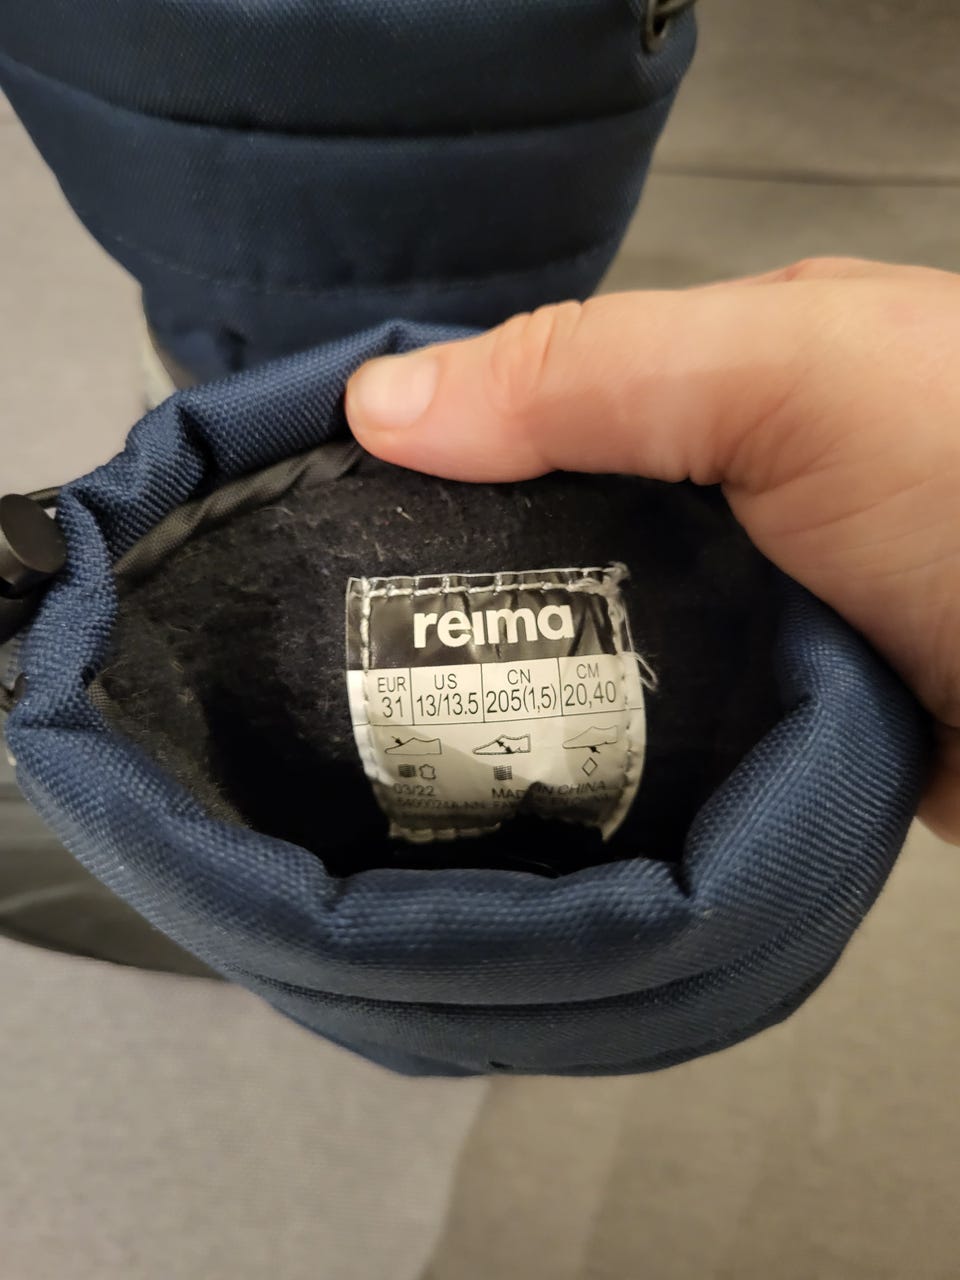 reima
EUR US CN CM
31 13/13.5 205(1,5) 20,40
03/22 MADE IN CHINA